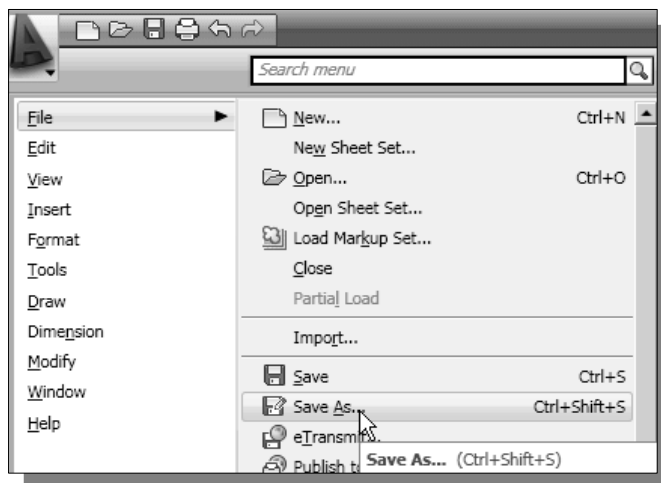 Search menu
File
Edit
View
Insert
Format
Tools
Draw
Dimension
Modify
Window
Help
New... Ctrl+N
New Sheet Set...
Open... Ctrl+O
Open Sheet Set...
Load Markup Set...
Close
Partial Load
Import...
Save Ctrl+S
Save As... Ctrl+Shift+S
Publish
Save As... (Ctrl+Shift+S)